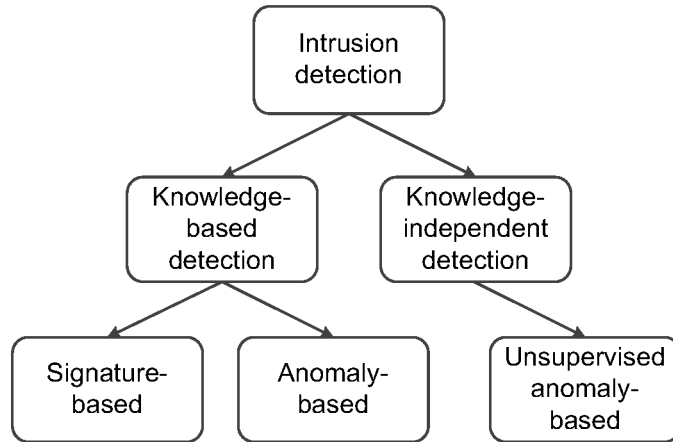 Intrusion
detection
Knowledge-
based
detection
Knowledge-
independent
detection
Signature-
based
Anomaly-
based
Unsupervised
anomaly-
based